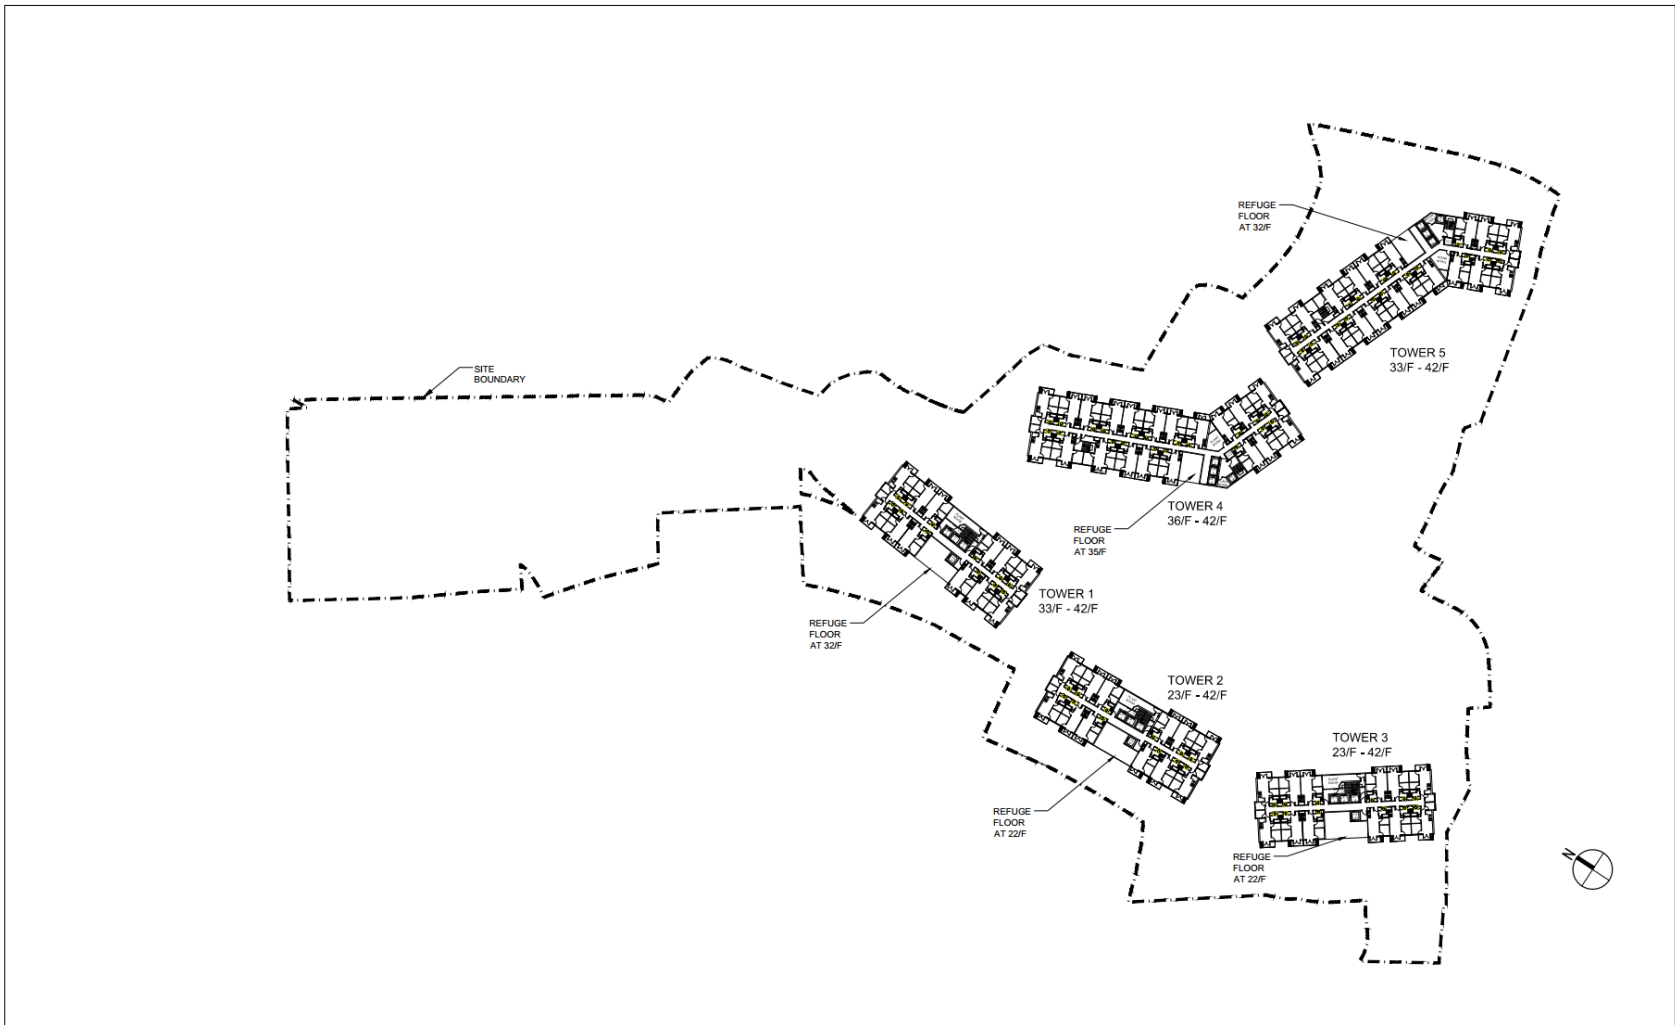 REFUGE
FLOOR
AT 32/F
TOWER 5
33/F - 42/F
SITE
BOUNDARY
TOWER 4
36/F - 42/F
REFUGE
FLOOR
AT 35/F
TOWER 1
33/F - 42/F
REFUGE
FLOOR
AT 32/F
TOWER 2
23/F - 42/F
TOWER 3
23/F - 42/F
PLANT
ROOM
REFUGE
FLOOR
AT 22/F
REFUGE
FLOOR
AT 22/F
N